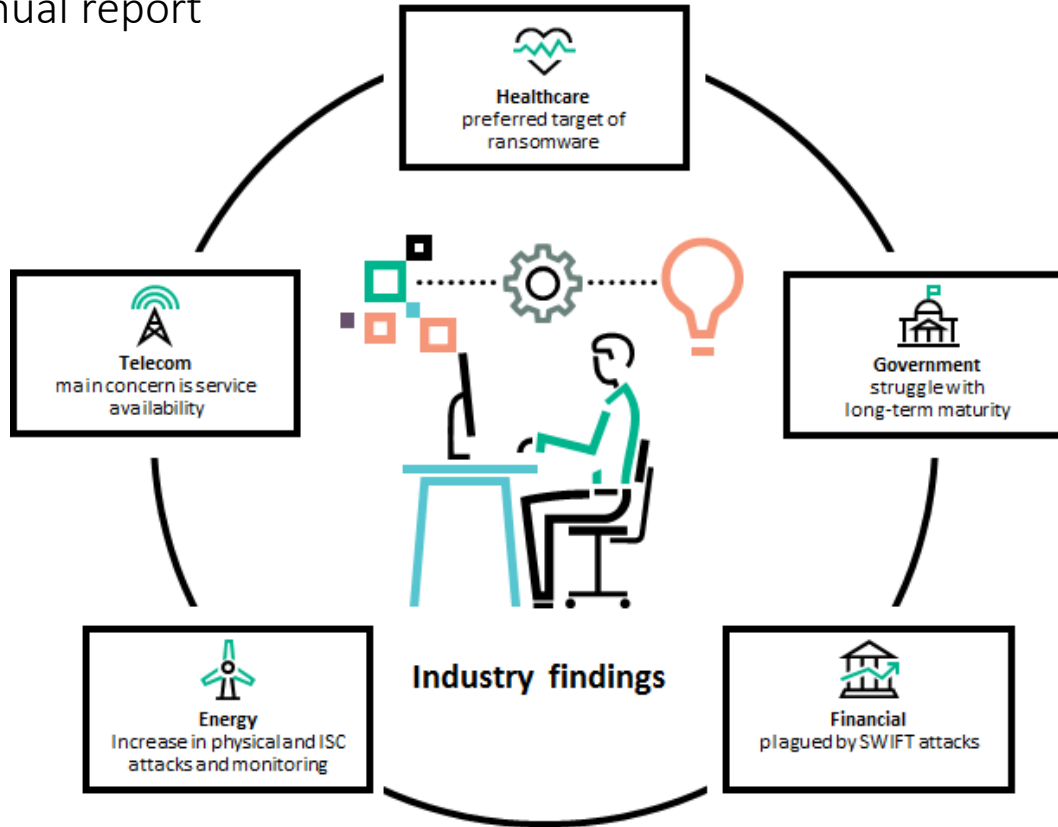 nual report
Healthcare
preferred target of
ransomware
Telecom
main concern is service
availability
Government
struggle with
long-term maturity
Energy
Increase in physical and ISC
attacks and monitoring
Industry findings
Financial
plagued by SWIFT attacks